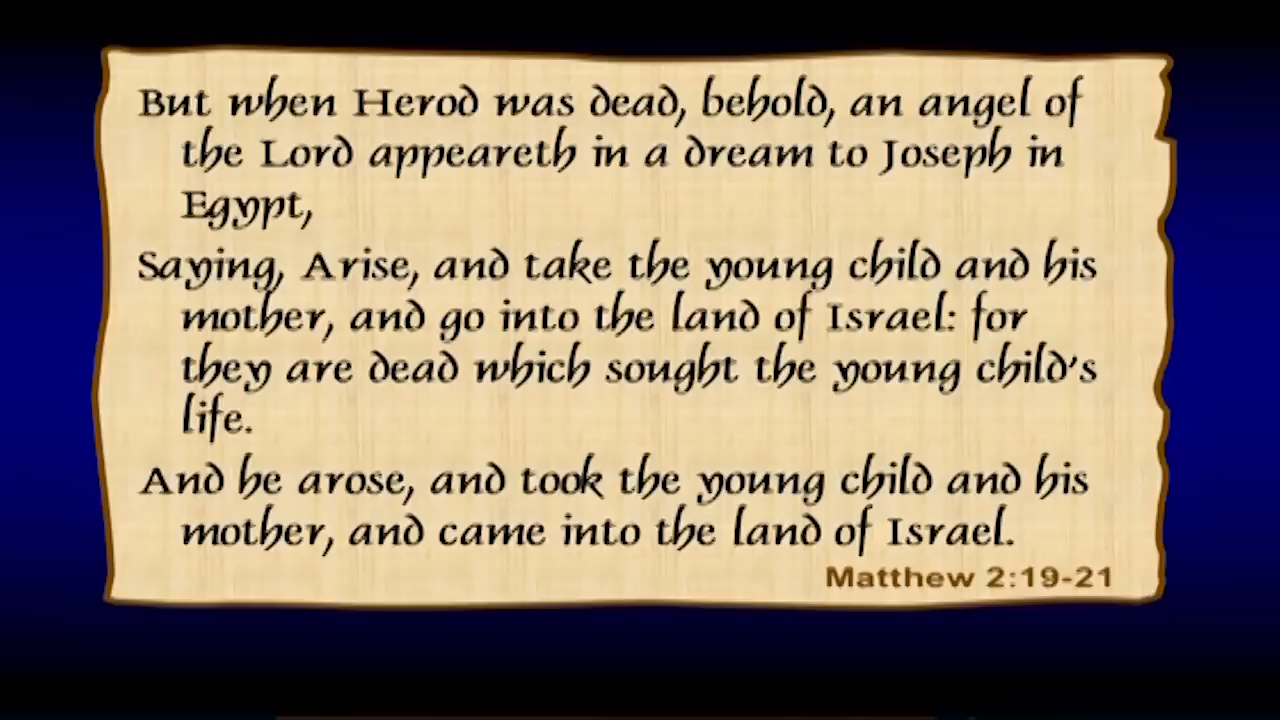 But when Herod was dead, behold, an angel of
the Lord appeareth in a dream to Joseph in
Egypt,
Saying, Arise, and take the young child and his
mother, and go into the land of Israel: for
they are dead which sought the young child's
life.
And he arose, and took the young child and his
mother, and came into the land of Israel.
Matthew 2:19-21